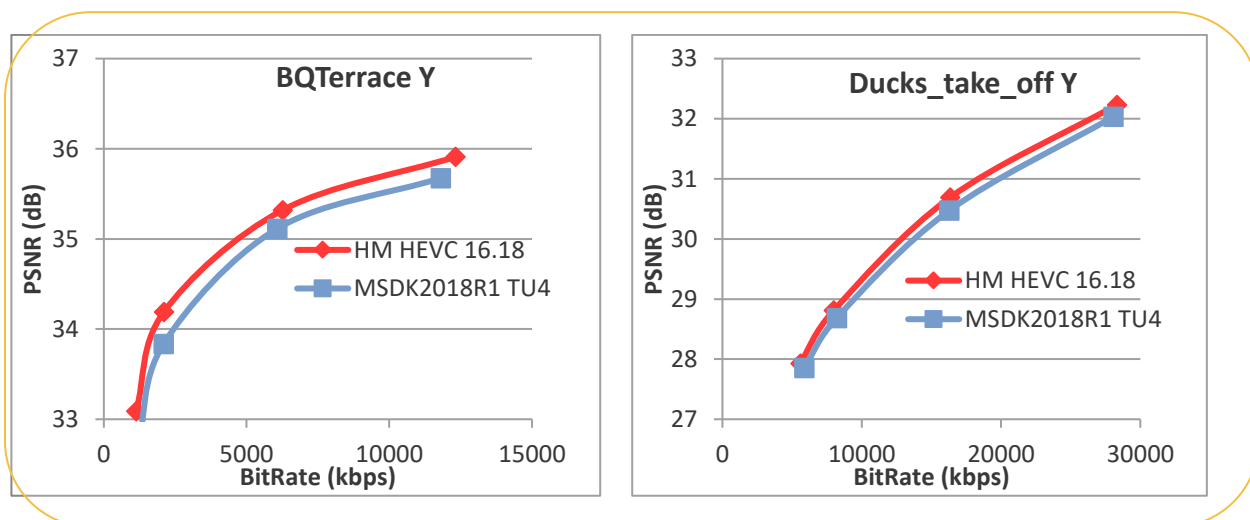 BQTerrace Y
37
36
35
34
33
PSNR (dB)
HM HEVC 16.18
MSDK2018R1 TU4
0
5000
10000
15000
BitRate (kbps)
Ducks_take_off Y
33
32
31
30
29
28
27
PSNR (dB)
HM HEVC 16.18
MSDK2018R1 TU4
0
10000
20000
30000
BitRate (kbps)